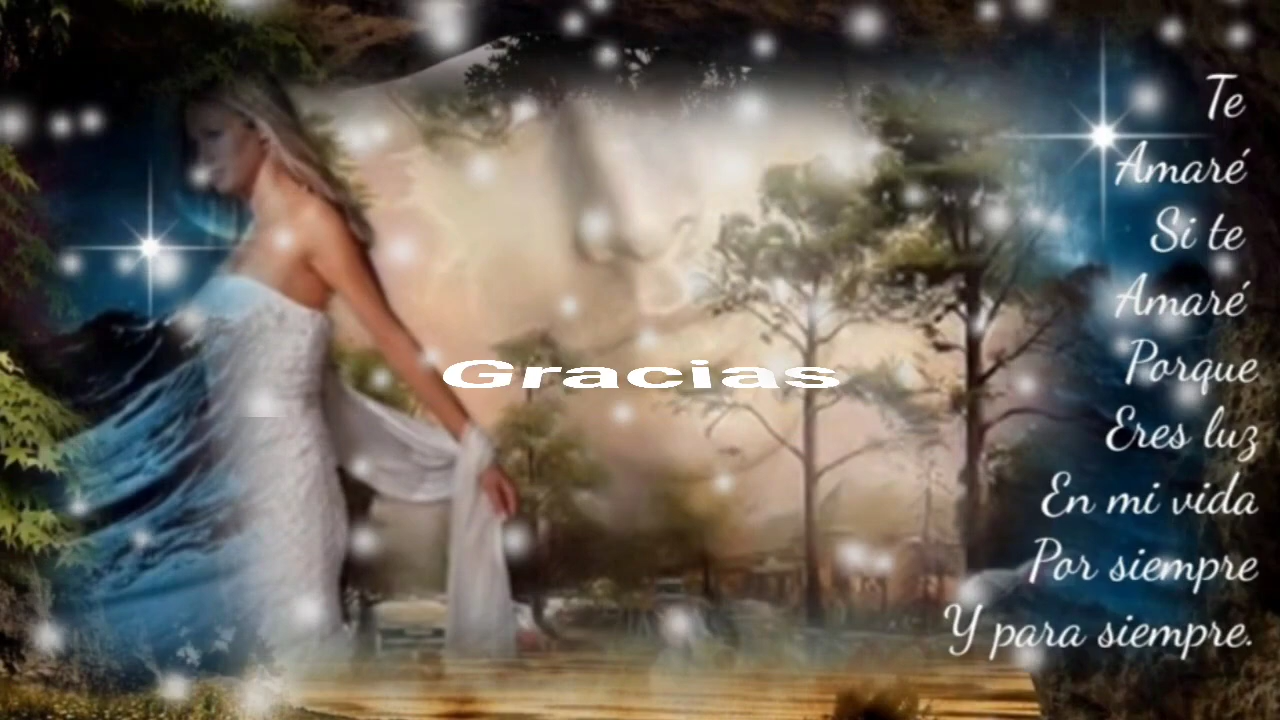 Te
Amaré
Si te
Amaré
Porque
Eres luz
En mi vida
Por siempre
Y para siempre.
Gracias